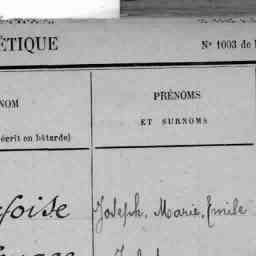 ÉTIQUE
N° 1003 de l
NOM
PRÉNOMS
ET SURNOMS
écrit en bâtarde)
Joseph, Marie, Emile